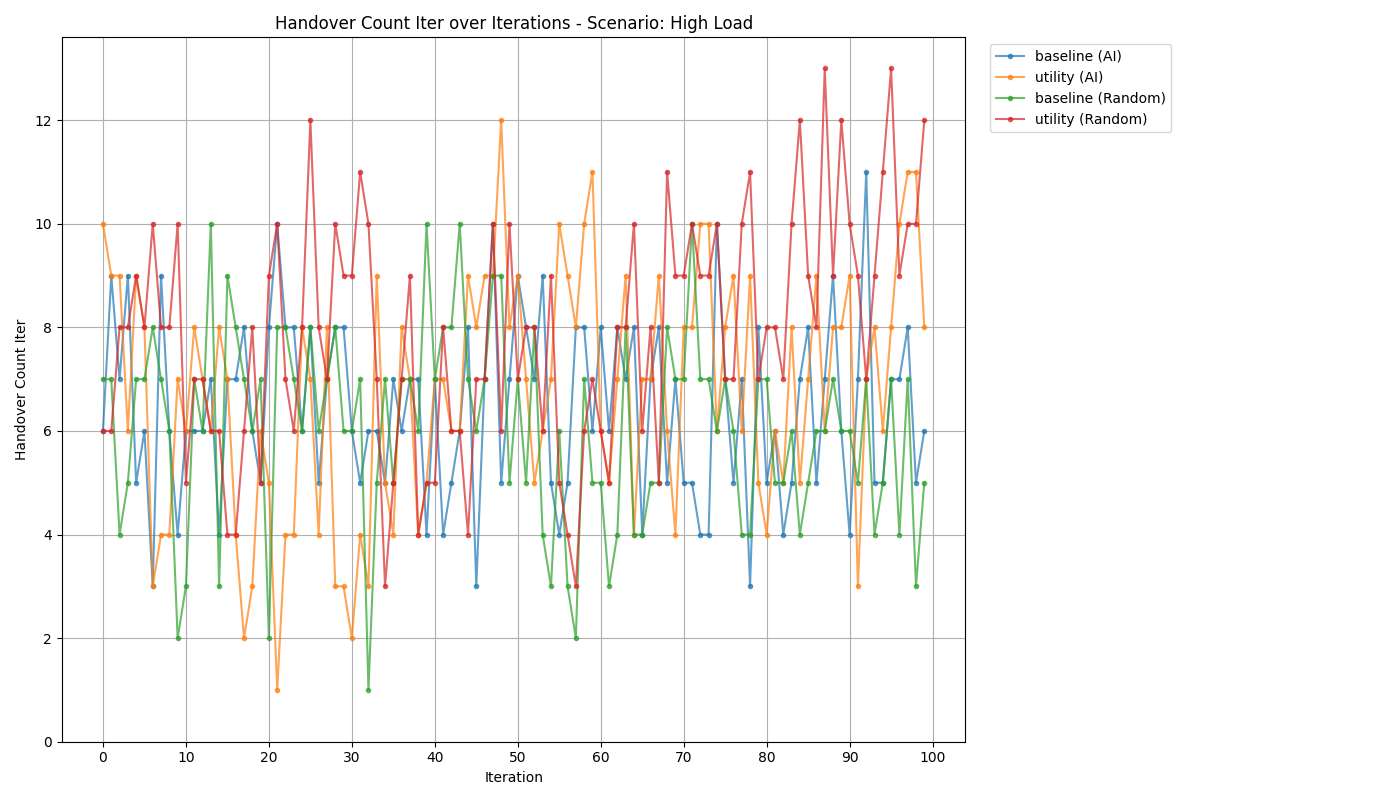 Handover Count Iter over Iterations - Scenario: High Load
Handover Count Iter
12
10
8
6
4
2
0
0 10 20 30 40 50 60 70 80 90 100
Iteration
baseline (AI)
utility (AI)
baseline (Random)
utility (Random)